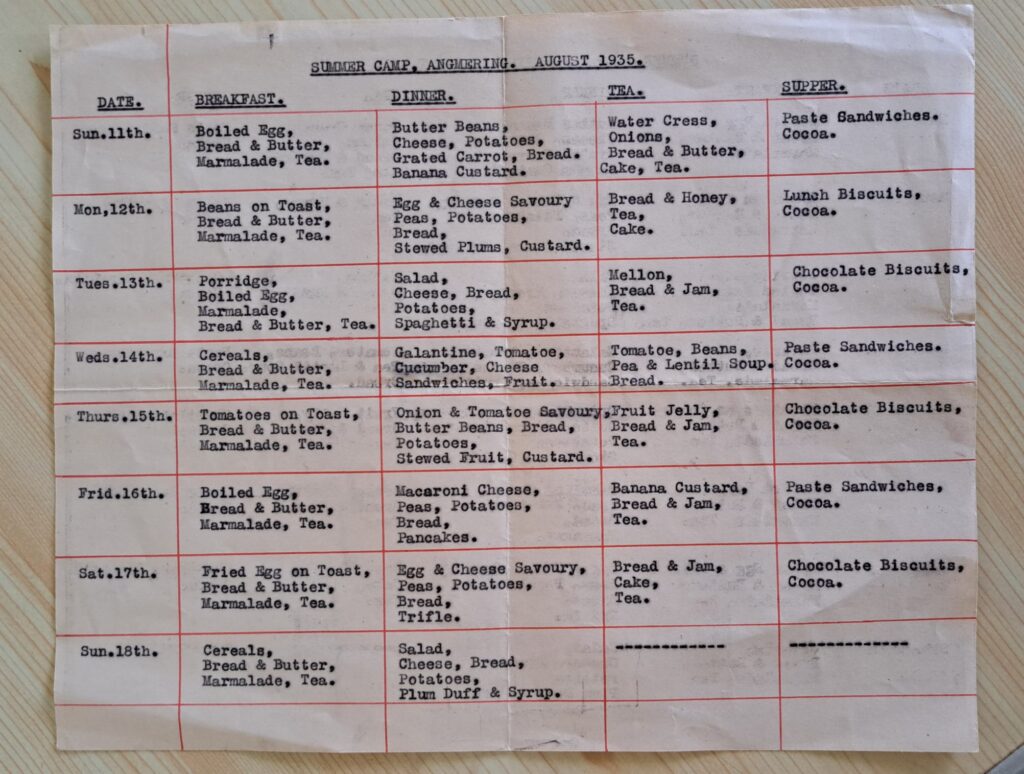 SUMMER CAMP, ANGMERING. AUGUST 1935.
DATE. BREAKFAST. DINNER. TEA. SUPPER.
Sun.11th.
Boiled Egg,
Bread & Butter,
Marmalade, Tea.
Butter Beans,
Cheese, Potatoes,
Grated Carrot, Bread.
Banana Custard.
Water Cress,
Onions,
Bread & Butter,
Cake, Tea.
Paste Sandwiches.
Cocoa.
Mon,12th.
Beans on Toast,
Bread & Butter,
Marmalade, Tea.
Egg & Cheese Savoury
Peas, Potatoes,
Bread,
Stewed Plums, Custard.
Bread & Honey,
Tea,
Cake.
Lunch Biscuits,
Cocoa.
Tues.13th.
Porridge,
Boiled Egg,
Marmalade,
Bread & Butter, Tea.
Salad,
Cheese, Bread,
Potatoes,
Spaghetti & Syrup.
Mellon,
Bread & Jam,
Tea.
Chocolate Biscuits,
Cocoa.
Weds.14th.
Cereals,
Bread & Butter,
Marmalade, Tea.
Galantine, Tomatoe,
Cucumber, Cheese
Sandwiches, Fruit.
Tomatoe, Beans,
Pea & Lentil Soup.
Bread.
Paste Sandwiches.
Cocoa.
Thurs.15th.
Tomatoes on Toast,
Bread & Butter,
Marmalade, Tea.
Onion & Tomatoe Savoury,
Butter Beans, Bread,
Potatoes,
Stewed Fruit, Custard.
Fruit Jelly,
Bread & Jam,
Tea.
Chocolate Biscuits,
Cocoa.
Frid.16th.
Boiled Egg,
Bread & Butter,
Marmalade, Tea.
Macaroni Cheese,
Peas, Potatoes,
Bread,
Pancakes.
Banana Custard,
Bread & Jam,
Tea.
Paste Sandwiches,
Cocoa.
Sat.17th.
Fried Egg on Toast,
Bread & Butter,
Marmalade, Tea.
Egg & Cheese Savoury,
Peas, Potatoes,
Bread,
Trifle.
Bread & Jam,
Cake,
Tea.
Chocolate Biscuits,
Cocoa.
Sun.18th.
Cereals,
Bread & Butter,
Marmalade, Tea.
Salad,
Cheese, Bread,
Potatoes,
Plum Duff & Syrup.
------------
-------------